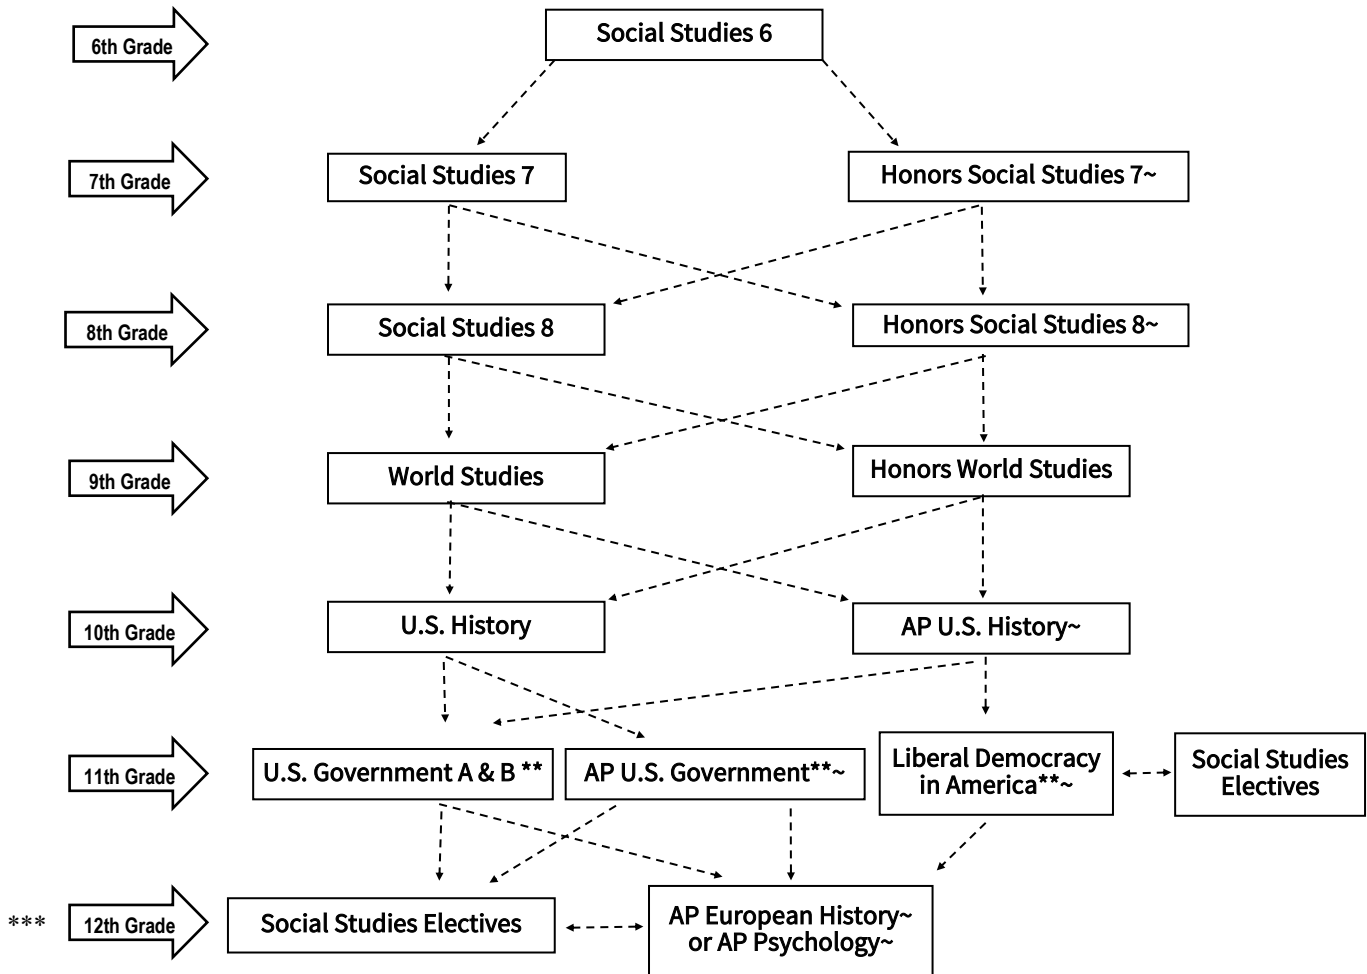 6th Grade
Social Studies 6
7th Grade
Social Studies 7
Honors Social Studies 7~
8th Grade
Social Studies 8
Honors Social Studies 8~
9th Grade
World Studies
Honors World Studies
10th Grade
U.S. History
AP U.S. History~
11th Grade
U.S. Government A & B **
AP U.S. Government**~
Liberal Democracy
in America**~
Social Studies
Electives
*** 12th Grade
Social Studies Electives
AP European History~
or AP Psychology~